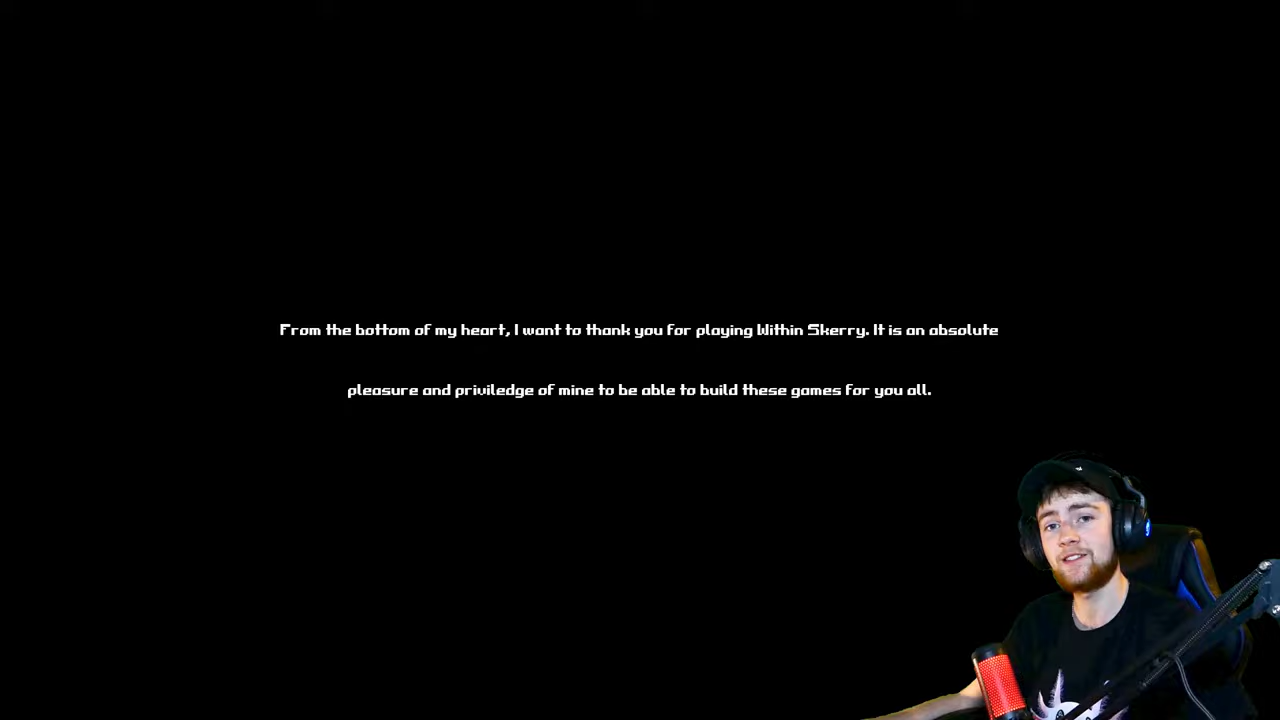 From the bottom of my heart, I want to thank you for playing Within Skerry. It is an absolute
pleasure and priviledge of mine to be able to build these games for you all.